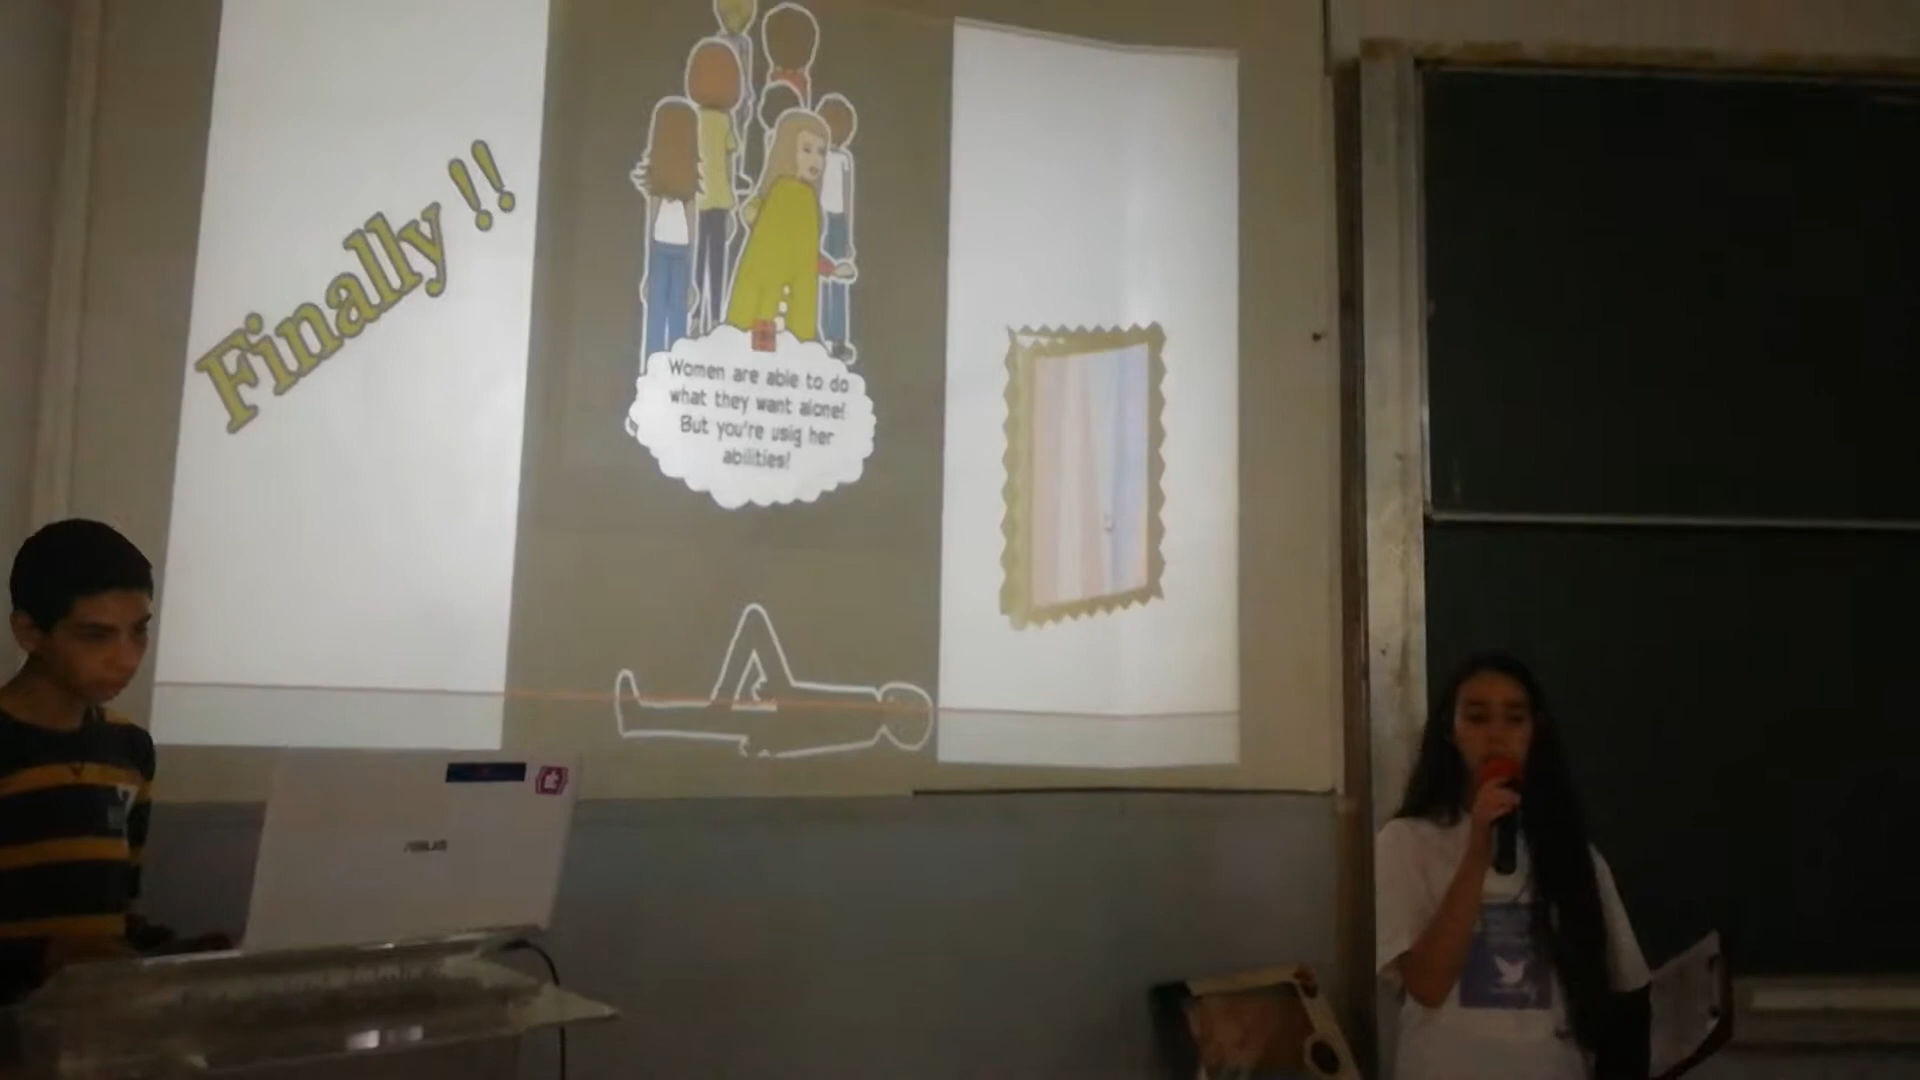 Finally !!
Women are able to do
what they want alone!
But you're usig her
abilities!
ASUS